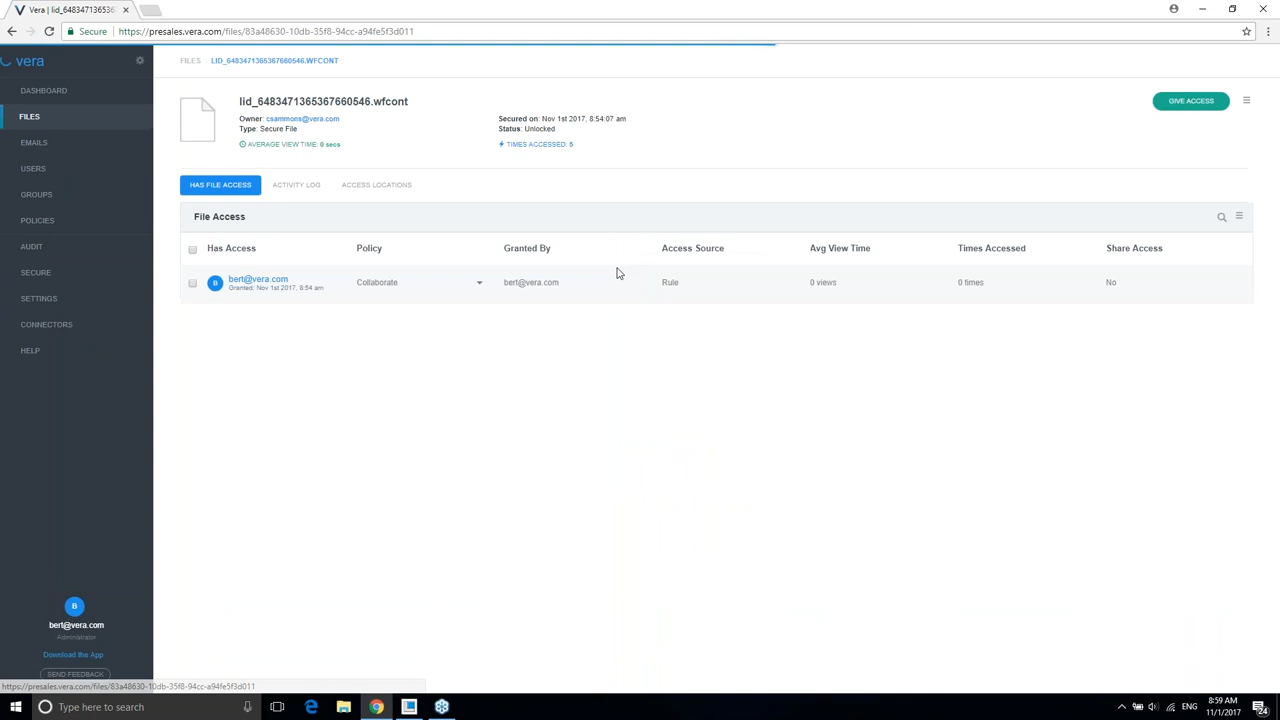 Vera | lid_6483471365367660546
Secure https://presales.vera.com/files/83a48630-10db-35f8-94cc-a94fe5f3d011
vera
FILES LID_6483471365367660546.WFCONT
DASHBOARD
FILES
EMAILS
USERS
GROUPS
POLICIES
AUDIT
SECURE
SETTINGS
CONNECTORS
HELP
B
bert@vera.com
Administrator
Download the App
SEND FEEDBACK
lid_6483471365367660546.wfcont
GIVE ACCESS
Owner: csammons@vera.com Secured on: Nov 1st 2017, 8:54:07 am
Type: Secure File Status: Unlocked
AVERAGE VIEW TIME: 0 secs TIMES ACCESSED: 5
HAS FILE ACCESS ACTIVITY LOG ACCESS LOCATIONS
File Access
Has Access Policy Granted By Access Source Avg View Time Times Accessed Share Access
B bert@vera.com Collaborate bert@vera.com Rule 0 views 0 times No
Granted: Nov 1st 2017, 8:54 am
https://presales.vera.com/files/83a48630-10db-35f8-94cc-a94fe5f3d011
Type here to search
ENG
8:59 AM
11/1/2017
24